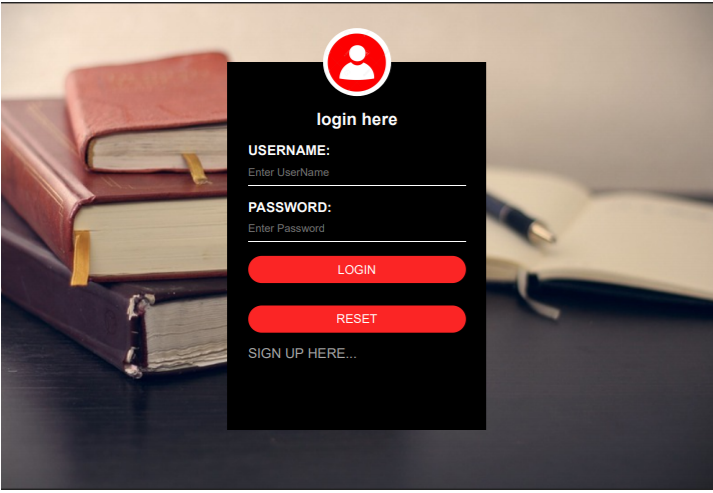 login here
USERNAME:
Enter UserName
PASSWORD:
Enter Password
LOGIN
RESET
SIGN UP HERE...